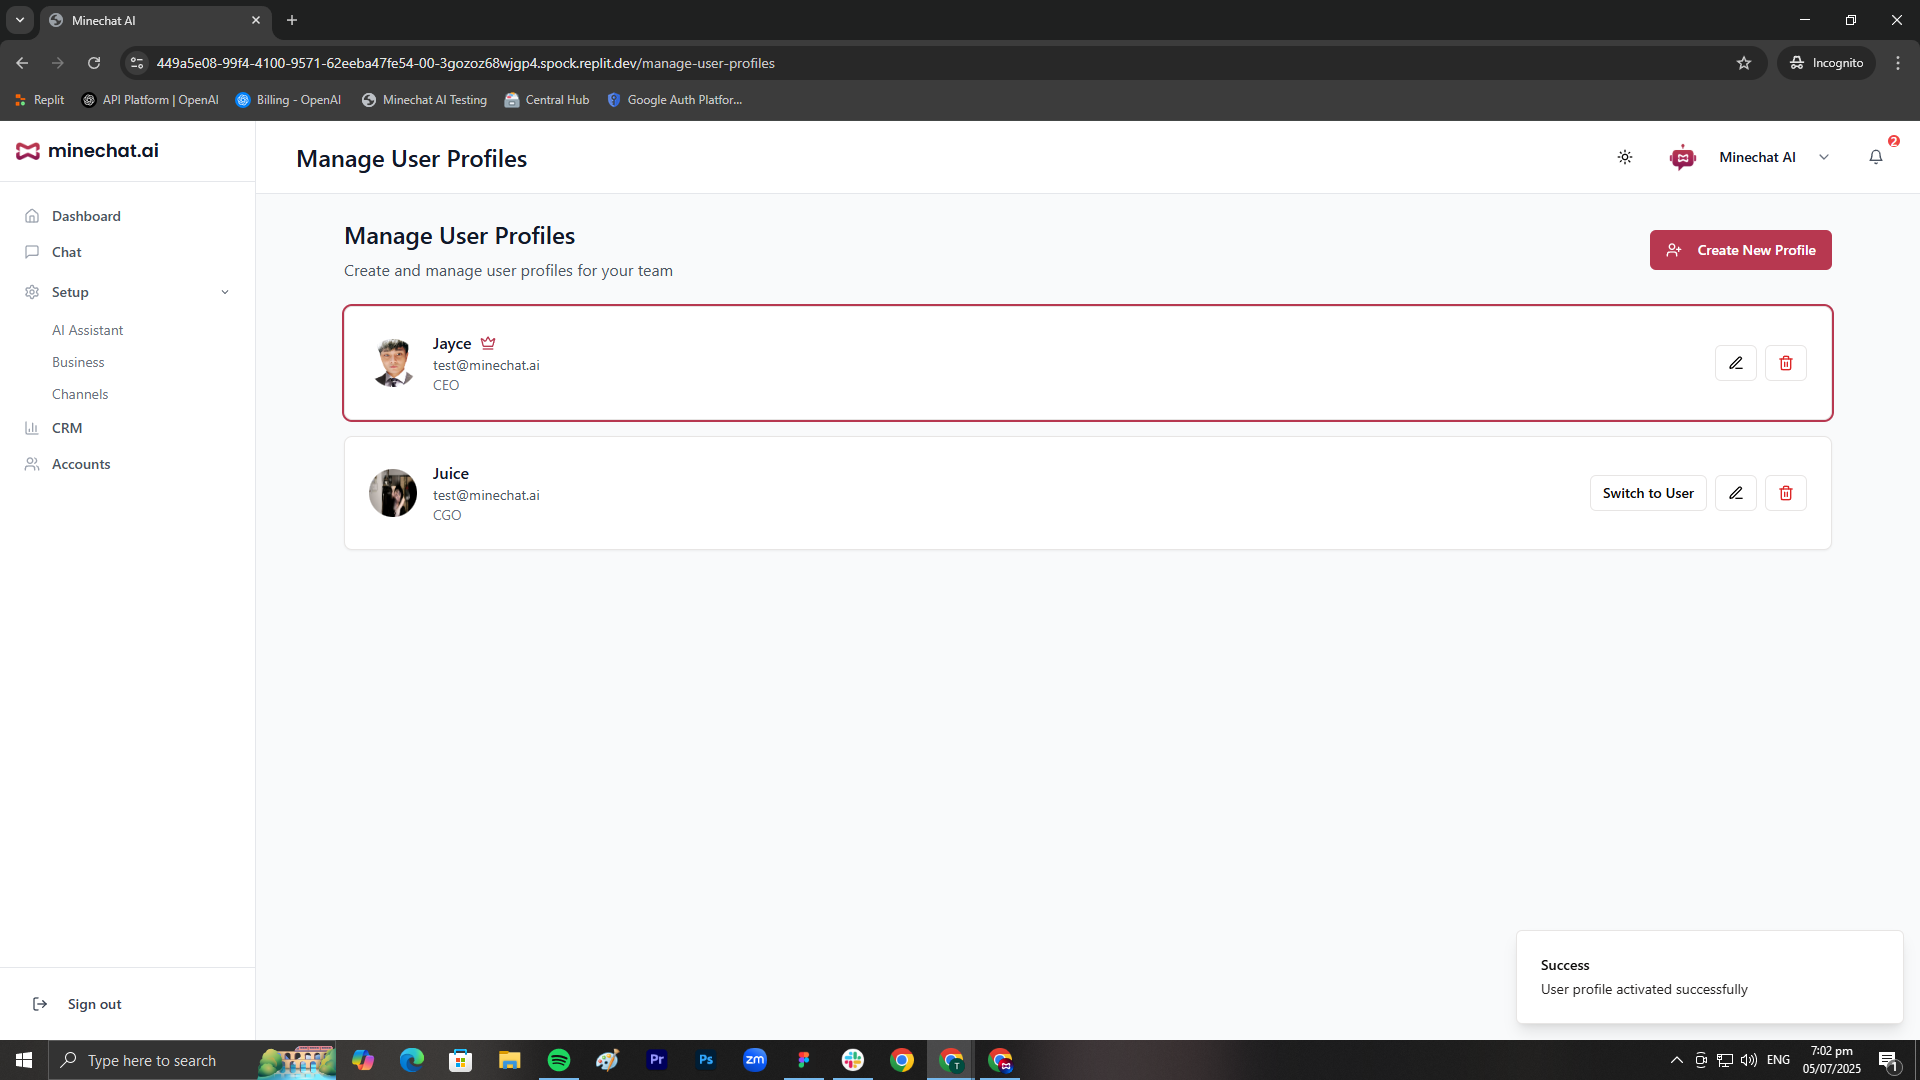 Minechat AI
449a5e08-99f4-4100-9571-62eeba47fe54-00-3gozoz68wjgp4.spock.replit.dev/manage-user-profiles
Incognito
Replit
API Platform | OpenAI
Billing - OpenAI
Minechat AI Testing
Central Hub
Google Auth Platfor...
minechat.ai
Manage User Profiles
Minechat AI
2
Dashboard
Chat
Setup
AI Assistant
Business
Channels
CRM
Accounts
Sign out
Manage User Profiles
Create and manage user profiles for your team
Create New Profile
Jayce
test@minechat.ai
CEO
Juice
test@minechat.ai
CGO
Switch to User
Success
User profile activated successfully
Type here to search
Pr
Ps
zm
T
ENG
7:02 pm
05/07/2025
1